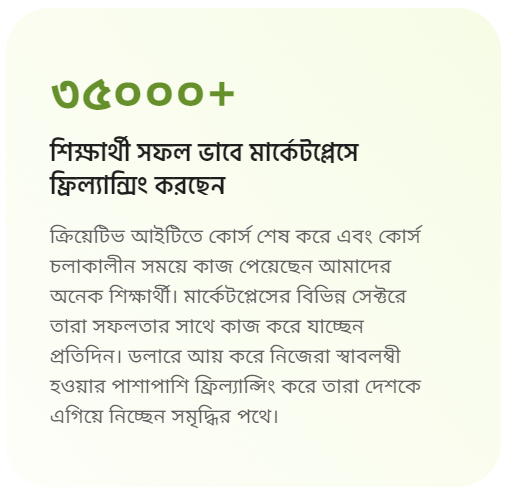 ৩৫০০০+
শিক্ষার্থী সফল ভাবে মার্কেটপ্লেসে
ফ্রিল্যান্সিং করছেন
ক্রিয়েটিভ আইটিতে কোর্স শেষ করে এবং কোর্স
চলাকালীন সময়ে কাজ পেয়েছেন আমাদের
অনেক শিক্ষার্থী। মার্কেটপ্লেসের বিভিন্ন সেক্টরে
তারা সফলতার সাথে কাজ করে যাচ্ছেন
প্রতিদিন। ডলারে আয় করে নিজেরা স্বাবলম্বী
হওয়ার পাশাপাশি ফ্রিল্যান্সিং করে তারা দেশকে
এগিয়ে নিচ্ছেন সমৃদ্ধির পথে।